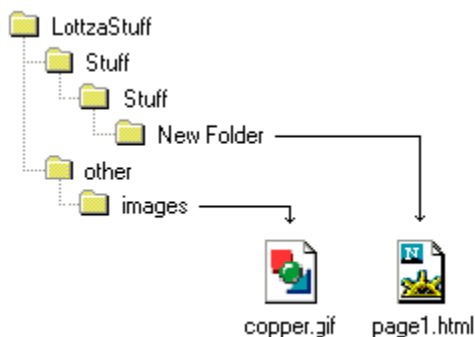 LottzaStuff
Stuff
Stuff
New Folder
other
images
N
copper.gif page1.html